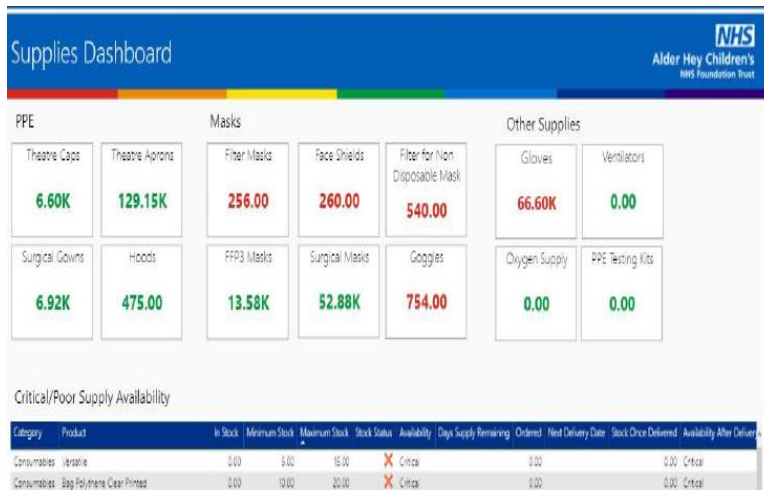 Supplies Dashboard
NHS
Alder Hey Children's
NHS Foundation Trust
PPE
Masks
Other Supplies
Theatre Caps
6.60K
Theatre Aprons
129.15K
Filter Masks
256.00
Face Shields
260.00
Filter for Non
Disposable Mask
540.00
Gloves
66.60K
Ventilators
0.00
Surgical Gowns
6.92K
Hoods
475.00
FFP3 Masks
13.58K
Surgical Masks
52.88K
Goggles
754.00
Oxygen Supply
0.00
PPE Testing Kits
0.00
Critical/Poor Supply Availability
Category Product In Stock Minimum Stock Maximum Stock Stock Status Availability Days Supply Remaining Ordered Next Delivery Date Stock Once Delivered Availability After Deliver
Consumables Versatile 0.00 5.00 15.00 Critical 0.00 0.00 Critical
Consumables Bag Polythene Clear Printed 0.00 10.00 20.00 Critical 0.00 0.00 Critical